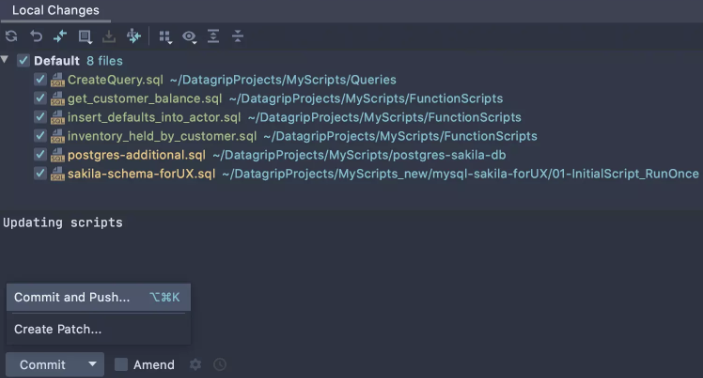 Local Changes
Default 8 files
CreateQuery.sql ~/DatagripProjects/MyScripts/Queries
get_customer_balance.sql ~/DatagripProjects/MyScripts/FunctionScripts
insert_defaults_into_actor.sql ~/DatagripProjects/MyScripts/FunctionScripts
inventory_held_by_customer.sql ~/DatagripProjects/MyScripts/FunctionScripts
postgres-additional.sql ~/DatagripProjects/MyScripts/postgres-sakila-db
sakila-schema-forUX.sql ~/DatagripProjects/MyScripts_new/mysql-sakila-forUX/01-InitialScript_RunOnce
Updating scripts
Commit and Push... ⌥⌘K
Create Patch...
Commit Amend